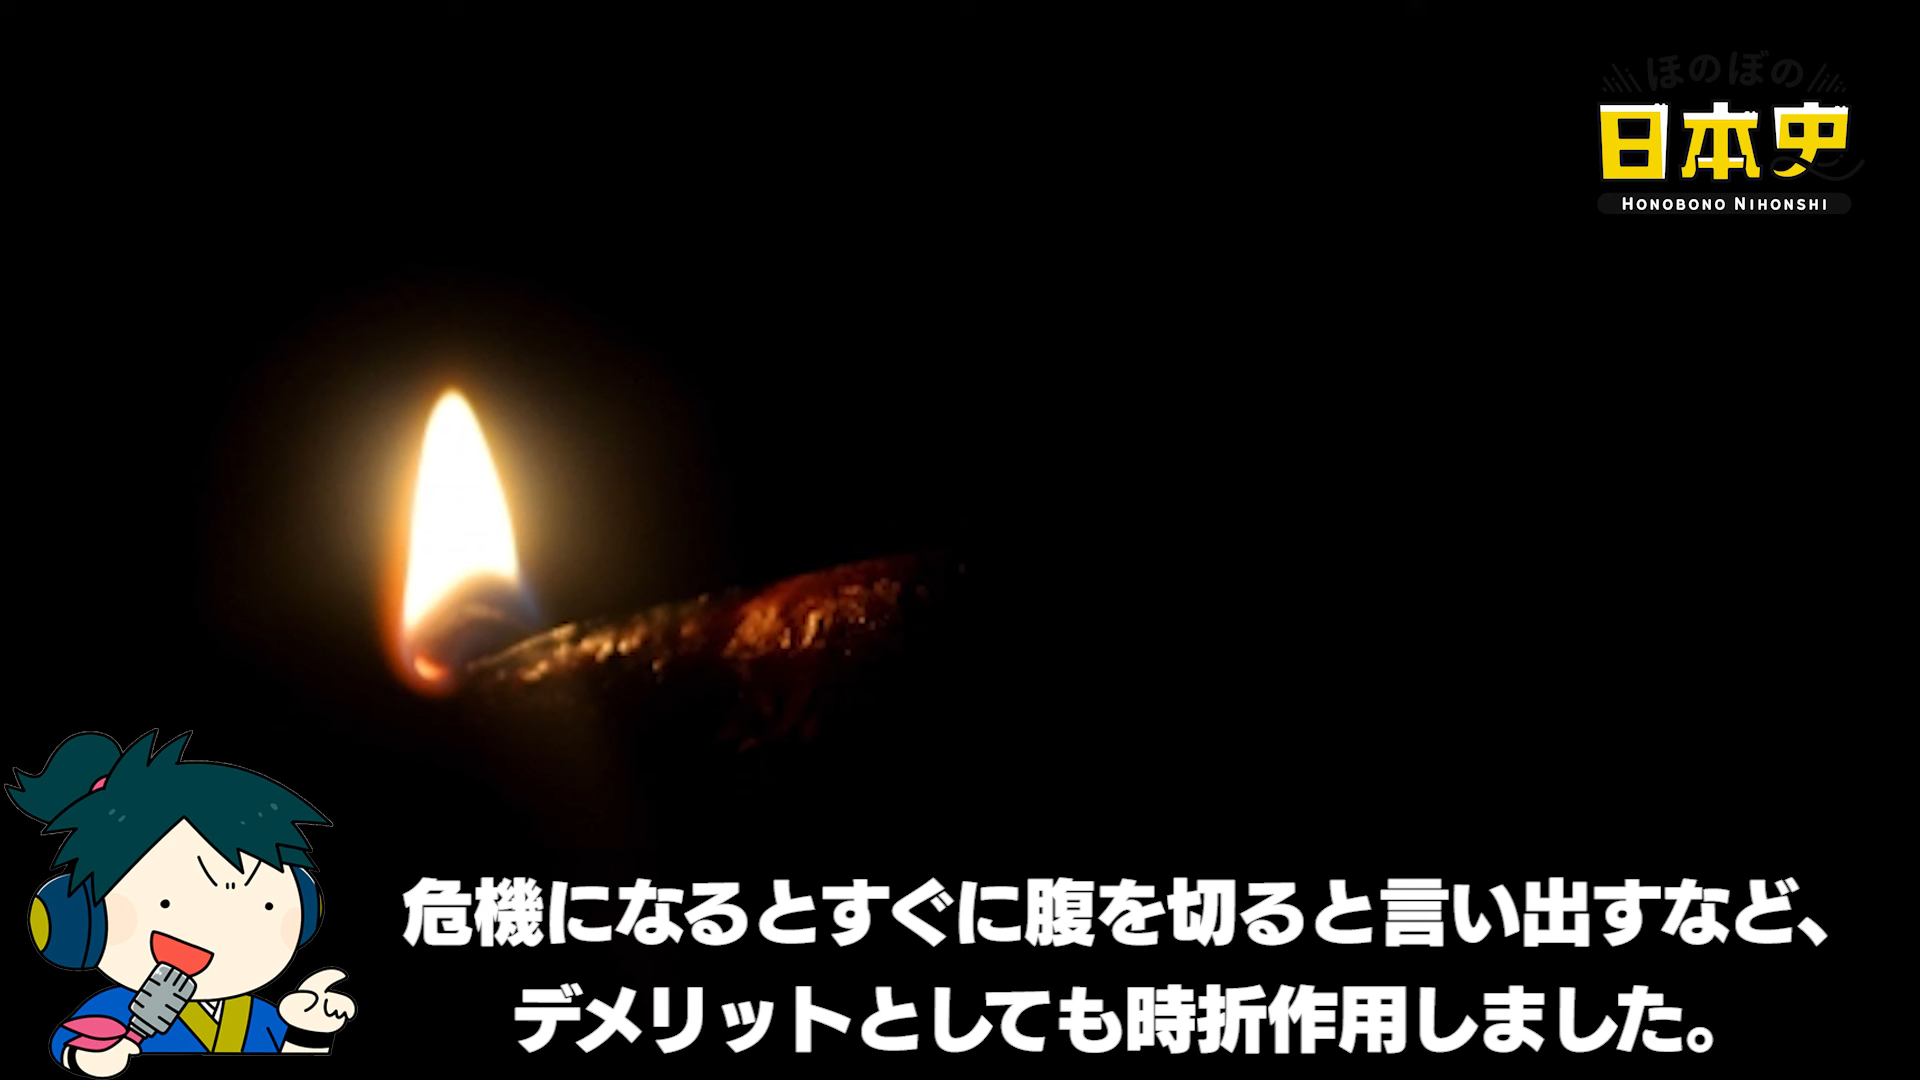 ほのぼの
日本史
HONOBONO NIHONSHI
危機になるとすぐに腹を切ると言い出すなど、
デメリットとしても時折作用しました。